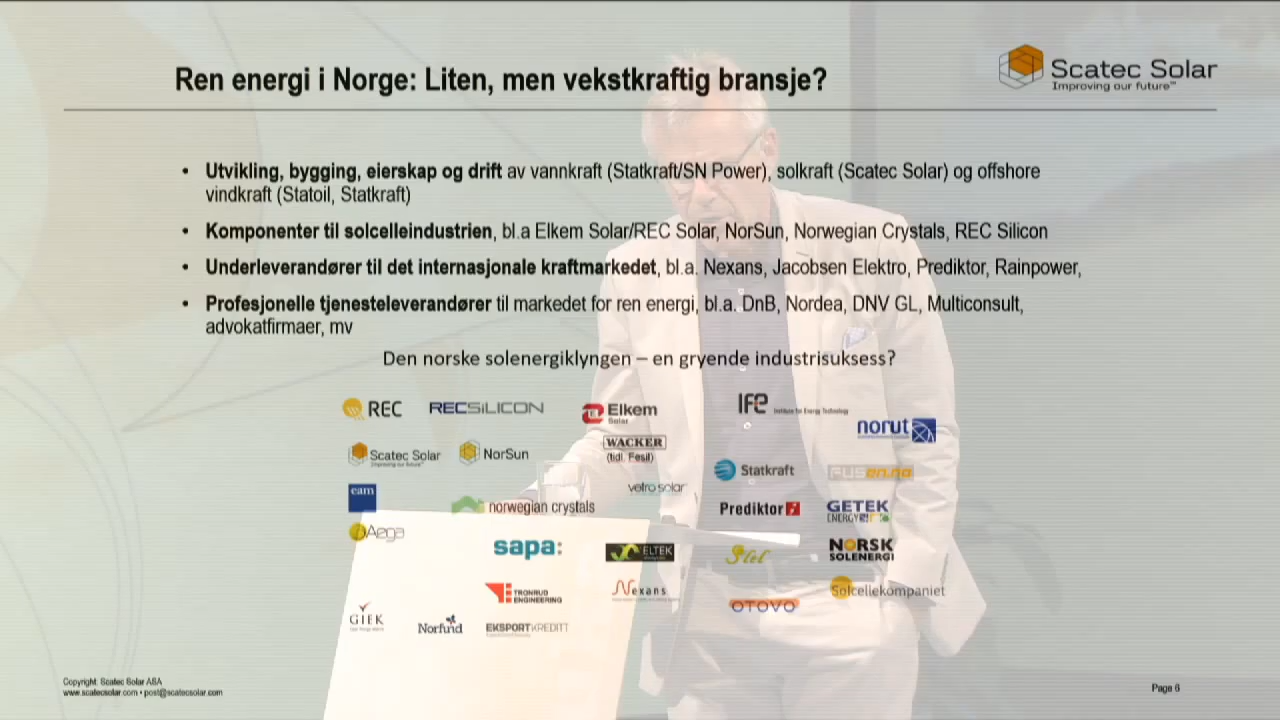 Ren energi i Norge: Liten, men vekstkraftig bransje?
Scatec Solar
Improving our future™
• Utvikling, bygging, eierskap og drift av vannkraft (Statkraft/SN Power), solkraft (Scatec Solar) og offshore
vindkraft (Statoil, Statkraft)
• Komponenter til solcelleindustrien, bl.a Elkem Solar/REC Solar, NorSun, Norwegian Crystals, REC Silicon
• Underleverandører til det internasjonale kraftmarkedet, bl.a. Nexans, Jacobsen Elektro, Prediktor, Rainpower,
• Profesjonelle tjenesteleverandører til markedet for ren energi, bl.a. DnB, Nordea, DNV GL, Multiconsult,
advokatfirmaer, mv
Den norske solenergiklyngen – en gryende industrisuksess?
REC
RECSILICON
Elkem
Solar
IFE
Institute for Energy Technology
norut
Scatec Solar
Improving our future™
NorSun
WACKER
(tidl. Fesil)
Statkraft
FUSen.no
eam
vetro solar
norwegian crystals
Prediktor
GETEK
ENERGY
Aega
sapa:
ELTEK
NORSK
SOLENERGI
TRONRUD
ENGINEERING
Nexans
Solcellekompaniet
OTOVO
GIEK
Norfund
EKSPORTKREDITT
Copyright: Scatec Solar ASA
www.scatecsolar.com • post@scatecsolar.com
Page 6